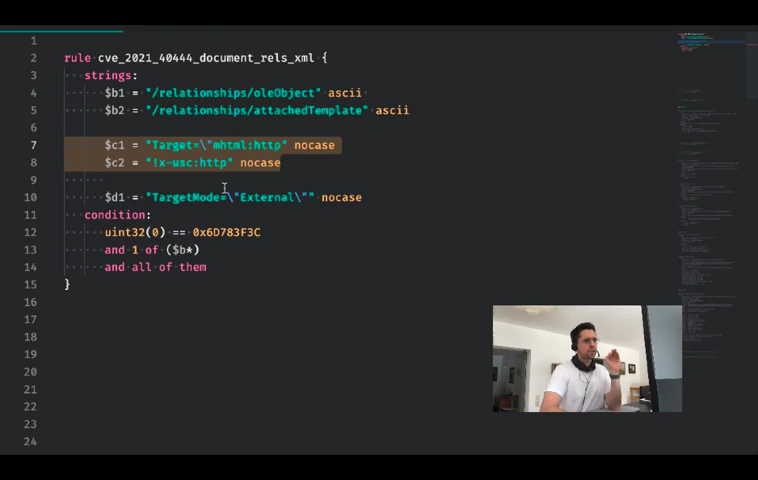 1
2 rule cve_2021_40444_document_rels_xml {
3 strings:
4 $b1 = "/relationships/oleObject" ascii
5 $b2 = "/relationships/attachedTemplate" ascii
6
7 $c1 = "Target=\"mhtml:http" nocase
8 $c2 = "!x-usc:http" nocase
9
10 $d1 = "TargetMode=\"External\"" nocase
11 condition:
12 uint32(0) == 0x6D783F3C
13 and 1 of ($b*)
14 and all of them
15 }
16
17
18
19
20
21
22
23
24